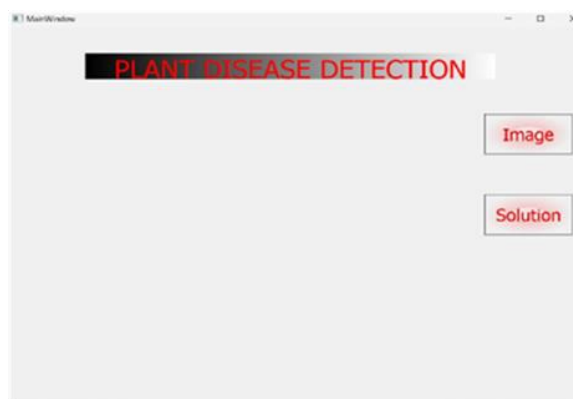 MainWindow
PLANT DISEASE DETECTION
Image
Solution